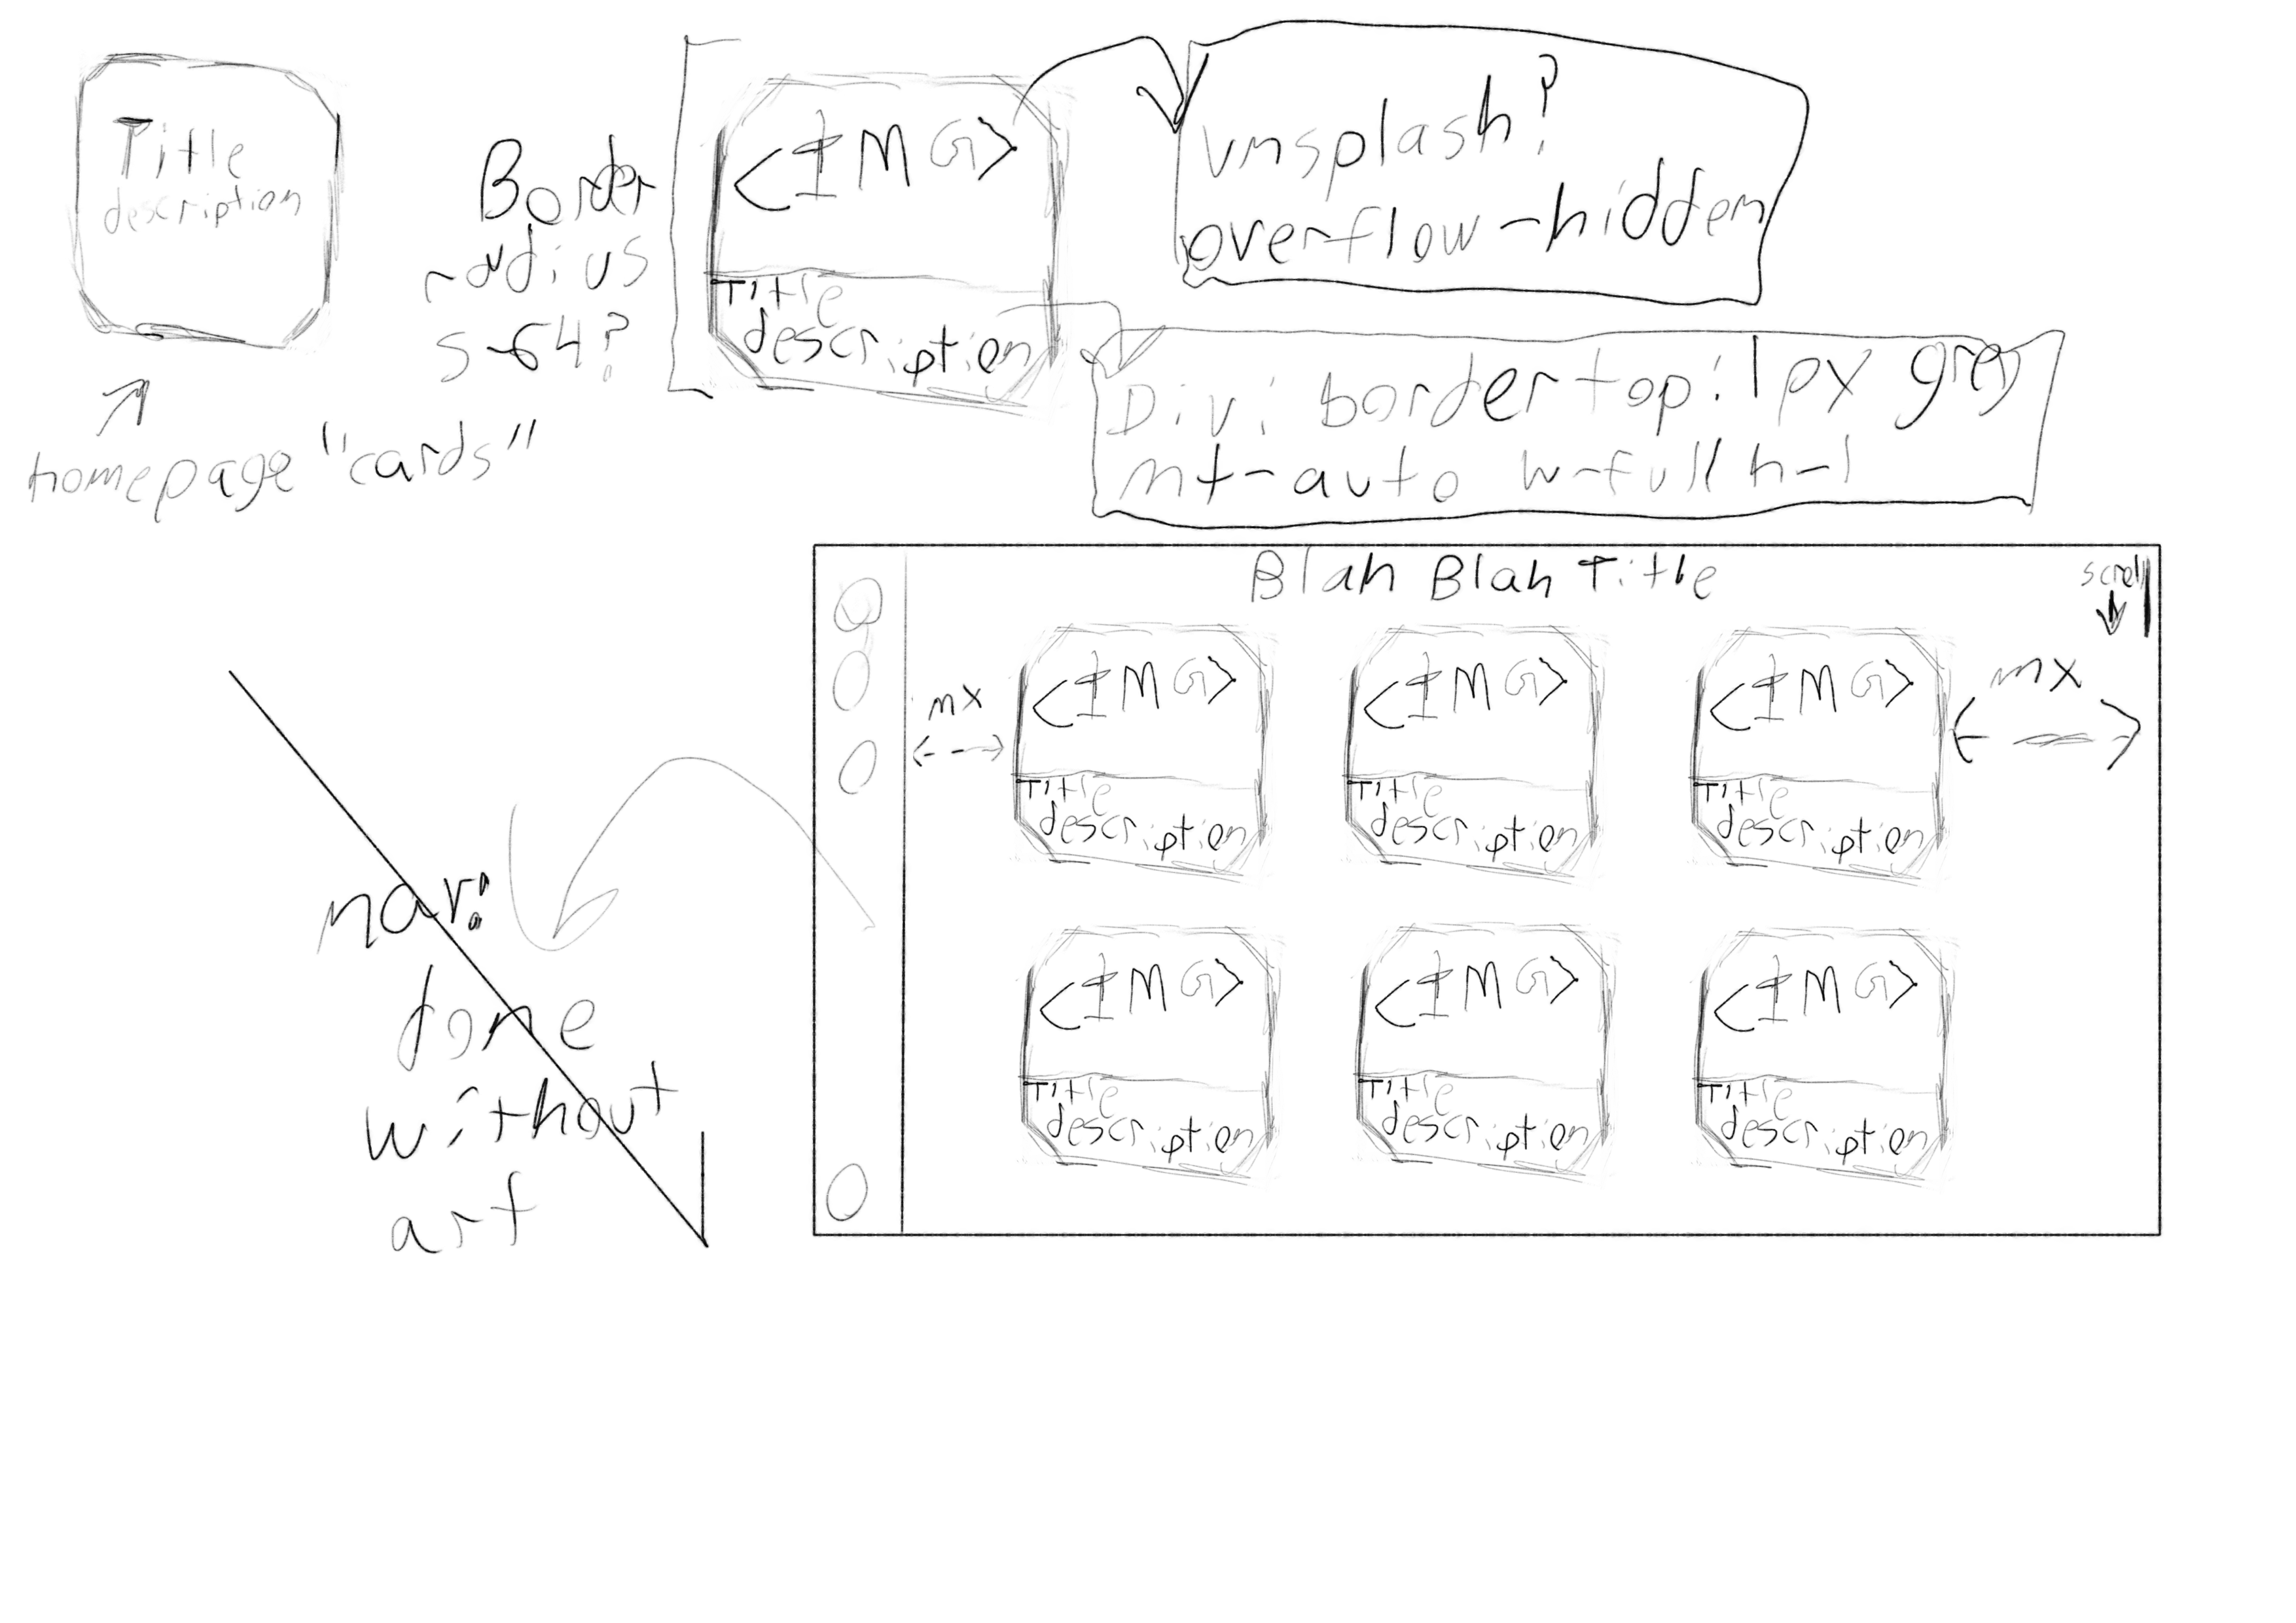 Title
description
homepage "cards"
Border
radius
s-64?
<IMG>
Title
description
unsplash?
overflow-hidden
Div: border top: 1px grey
mt-auto w-full h-1
nav:
done
without
art
Blah Blah Title
scroll
mx
mx
<IMG>
Title
description
<IMG>
Title
description
<IMG>
Title
description
<IMG>
Title
description
<IMG>
Title
description
<IMG>
Title
description